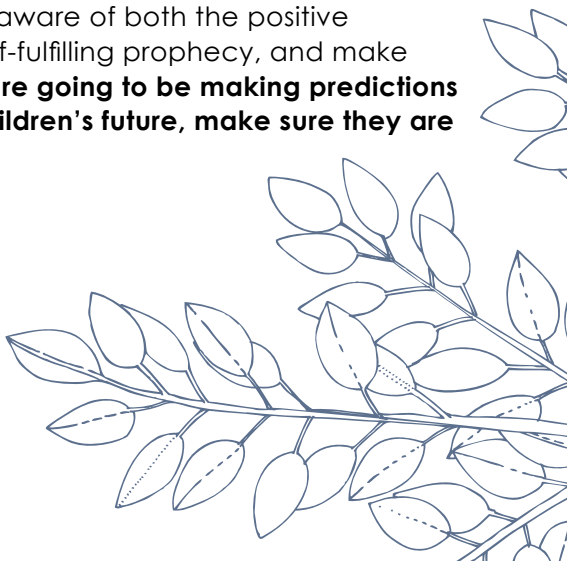 aware of both the positive
f-fulfilling prophecy, and make
re going to be making predictions
ildren’s future, make sure they are